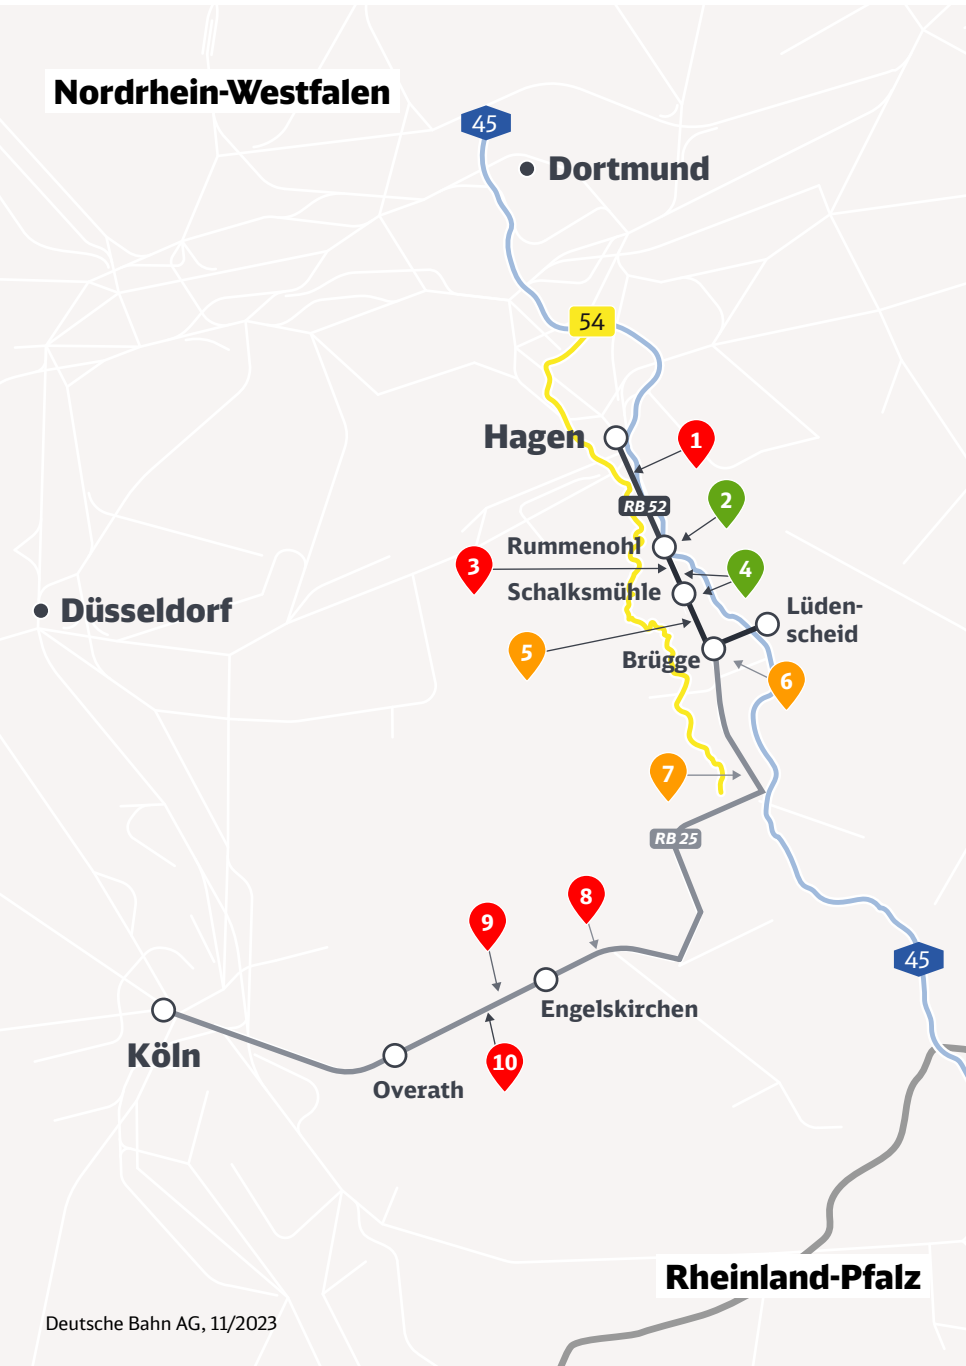 Nordrhein-Westfalen
45
Dortmund
54
Hagen
1
RB 52
2
Rummenohl
3
4
Schalksmühle
Düsseldorf
Lüden-
scheid
5
Brügge
6
7
RB 25
8
9
45
Engelskirchen
Köln
10
Overath
Rheinland-Pfalz
Deutsche Bahn AG, 11/2023